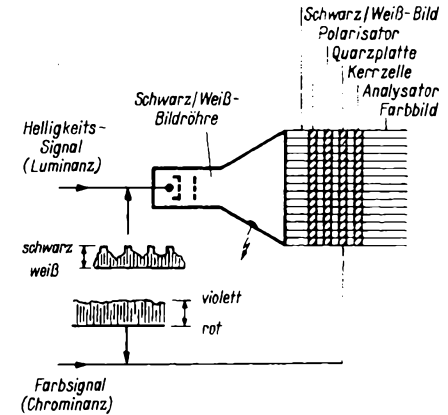 Schwarz/Weiß-Bild
Polarisator
Quarzplatte
Kerrzelle
Analysator
Farbbild
Schwarz/Weiß-
Bildröhre
Helligkeits-
Signal
(Luminanz)
schwarz
weiß
violett
rot
Farbsignal
(Chrominanz)